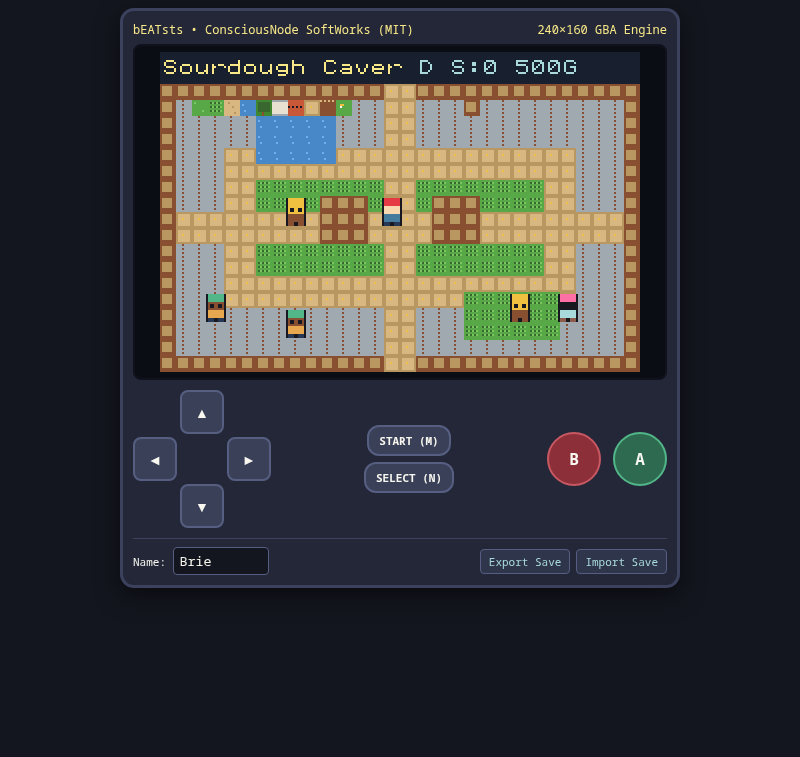 bEATsts • ConsciousNode SoftWorks (MIT) 240×160 GBA Engine
Sourdough Caver D S:0 500G
▲
◀ ▶
▼
START (M)
SELECT (N)
B A
Name: Brie Export Save Import Save